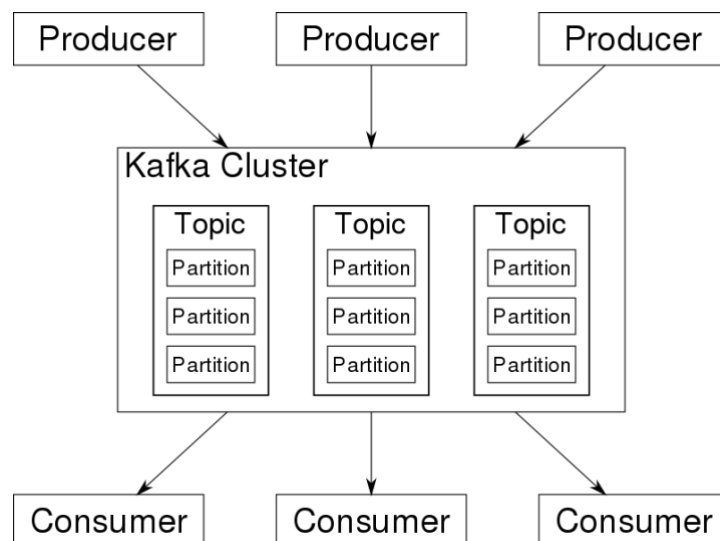 Producer Producer Producer
Kafka Cluster
Topic Topic Topic
Partition Partition Partition
Partition Partition Partition
Partition Partition Partition
Consumer Consumer Consumer